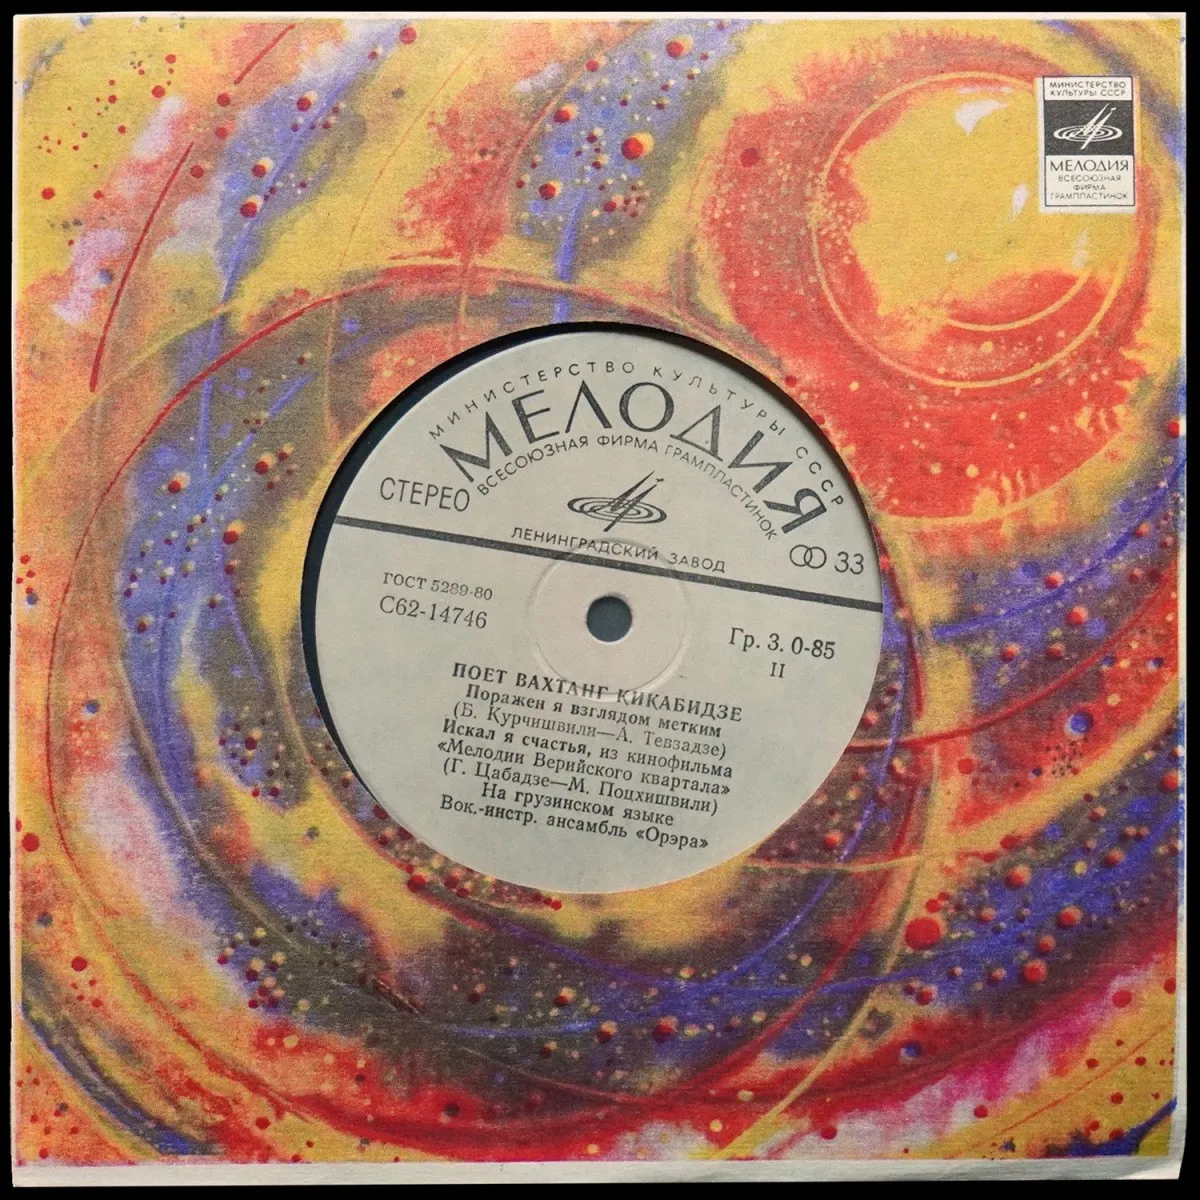 МИНИСТЕРСТВО
КУЛЬТУРЫ СССР
МЕЛОДИЯ
ВСЕСОЮЗНАЯ
ФИРМА
ГРАМПЛАСТИНОК
МИНИСТЕРСТВО КУЛЬТУРЫ СССР
МЕЛОДИЯ
ВСЕСОЮЗНАЯ ФИРМА ГРАМПЛАСТИНОК
СТЕРЕО
ЛЕНИНГРАДСКИЙ ЗАВОД
33
ГОСТ 5289-80
С62-14746
Гр. 3. 0-85
II
ПОЕТ ВАХТАНГ КИКАБИДЗЕ
Поражен я взглядом метким
(Б. Курчишвили—А. Тевзадзе)
Искал я счастья, из кинофильма
«Мелодии Верийского квартала»
(Г. Цабадзе—М. Поцхишвили)
На грузинском языке
Вок.-инстр. ансамбль «Орэра»